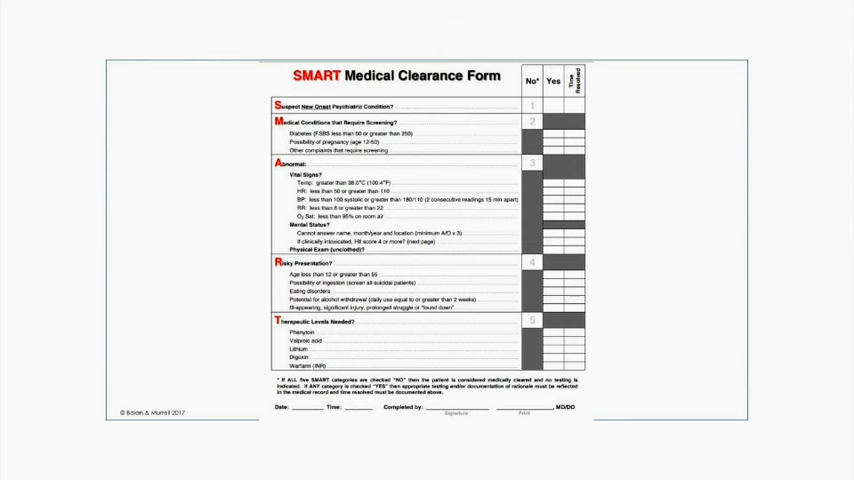 SMART Medical Clearance Form
No* Yes Time Resolved
Suspect New Onset Psychiatric Condition? 1
Medical Conditions that Require Screening? 2
Diabetes (FSBS less than 60 or greater than 250)
Possibility of pregnancy (age 12-50)
Other complaints that require screening
Abnormal: 3
Vital Signs?
Temp: greater than 38.0°C (100.4°F)
HR: less than 50 or greater than 110
BP: less than 100 systolic or greater than 180/110 (2 consecutive readings 15 min apart)
RR: less than 8 or greater than 22
O₂ Sat: less than 95% on room air
Mental Status?
Cannot answer name, month/year and location (minimum A/O x 3)
If clinically intoxicated, HII score 4 or more? (next page)
Physical Exam (unclothed)?
Risky Presentation? 4
Age less than 12 or greater than 55
Possibility of ingestion (screen all suicidal patients)
Eating disorders
Potential for alcohol withdrawal (daily use equal to or greater than 2 weeks)
Ill-appearing, significant injury, prolonged struggle or "found down"
Therapeutic Levels Needed? 5
Phenytoin
Valproic acid
Lithium
Digoxin
Warfarin (INR)
* If ALL five SMART categories are checked "NO" then the patient is considered medically cleared and no testing is
indicated. If ANY category is checked "YES" then appropriate testing and/or documentation of rationale must be reflected
in the medical record and time resolved must be documented above.
Date: ________ Time: ________ Completed by: ________ ________, MD/DO
Signature Print
© Balan & Murrell 2017